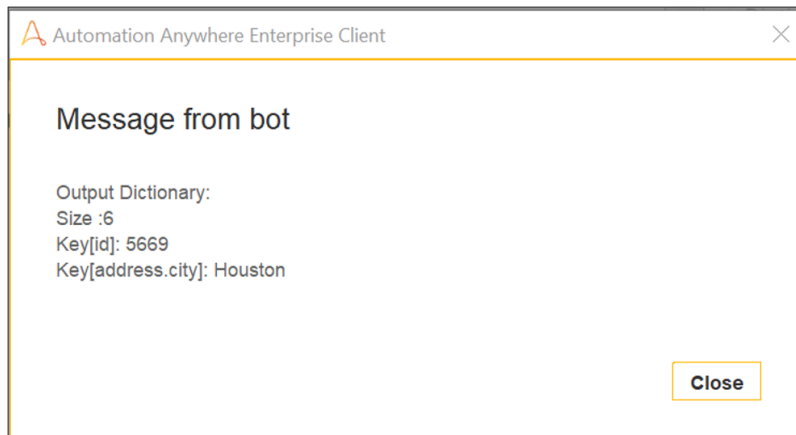 Automation Anywhere Enterprise Client
Message from bot
Output Dictionary:
Size :6
Key[id]: 5669
Key[address.city]: Houston
Close